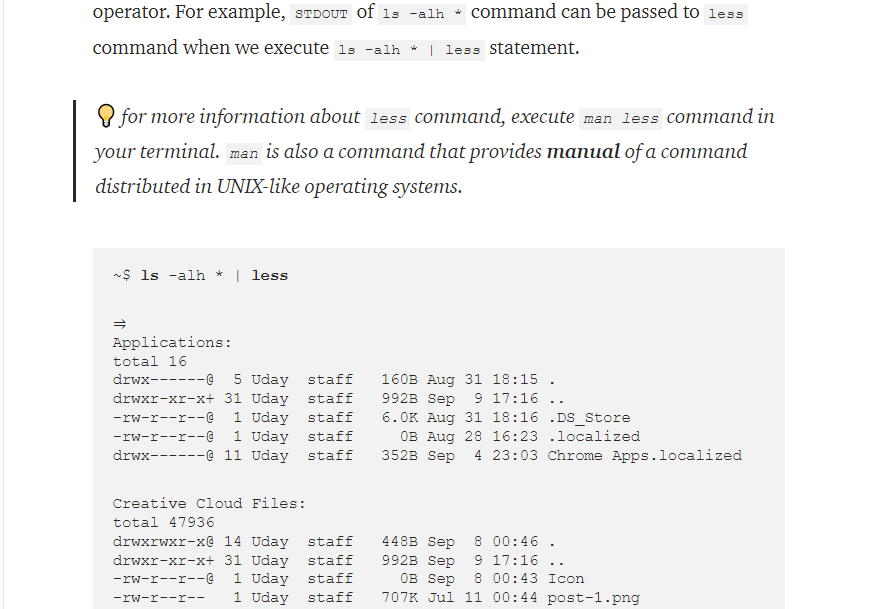 operator. For example, STDOUT of ls -alh * command can be passed to less
command when we execute ls -alh * | less statement.
💡 for more information about less command, execute man less command in
your terminal. man is also a command that provides manual of a command
distributed in UNIX-like operating systems.
~$ ls -alh * | less
⇒
Applications:
total 16
drwx------@  5 Uday  staff   160B Aug 31 18:15 .
drwxr-xr-x+ 31 Uday  staff   992B Sep  9 17:16 ..
-rw-r--r--@  1 Uday  staff   6.0K Aug 31 18:16 .DS_Store
-rw-r--r--@  1 Uday  staff     0B Aug 28 16:23 .localized
drwx------@ 11 Uday  staff   352B Sep  4 23:03 Chrome Apps.localized
Creative Cloud Files:
total 47936
drwxrwxr-x@ 14 Uday  staff   448B Sep  8 00:46 .
drwxr-xr-x+ 31 Uday  staff   992B Sep  9 17:16 ..
-rw-r--r--@  1 Uday  staff     0B Sep  8 00:43 Icon
-rw-r--r--   1 Uday  staff   707K Jul 11 00:44 post-1.png